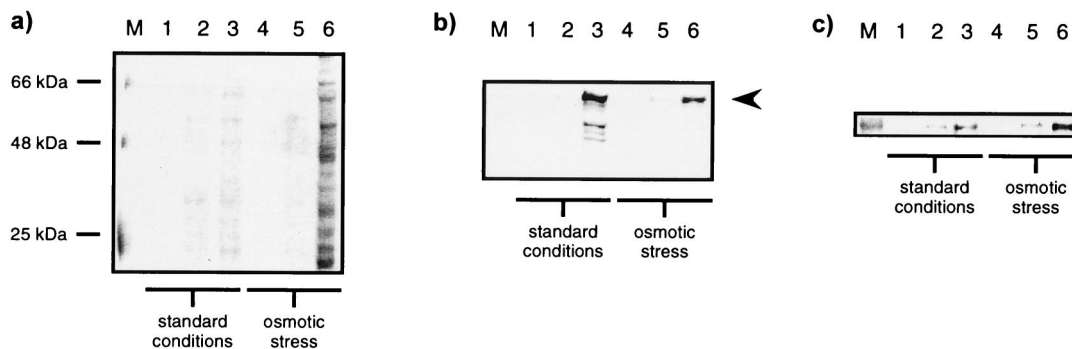 a)
M 1 2 3 4 5 6
66 kDa
48 kDa
25 kDa
standard
conditions
osmotic
stress
b)
M 1 2 3 4 5 6
standard
conditions
osmotic
stress
c)
M 1 2 3 4 5 6
standard
conditions
osmotic
stress